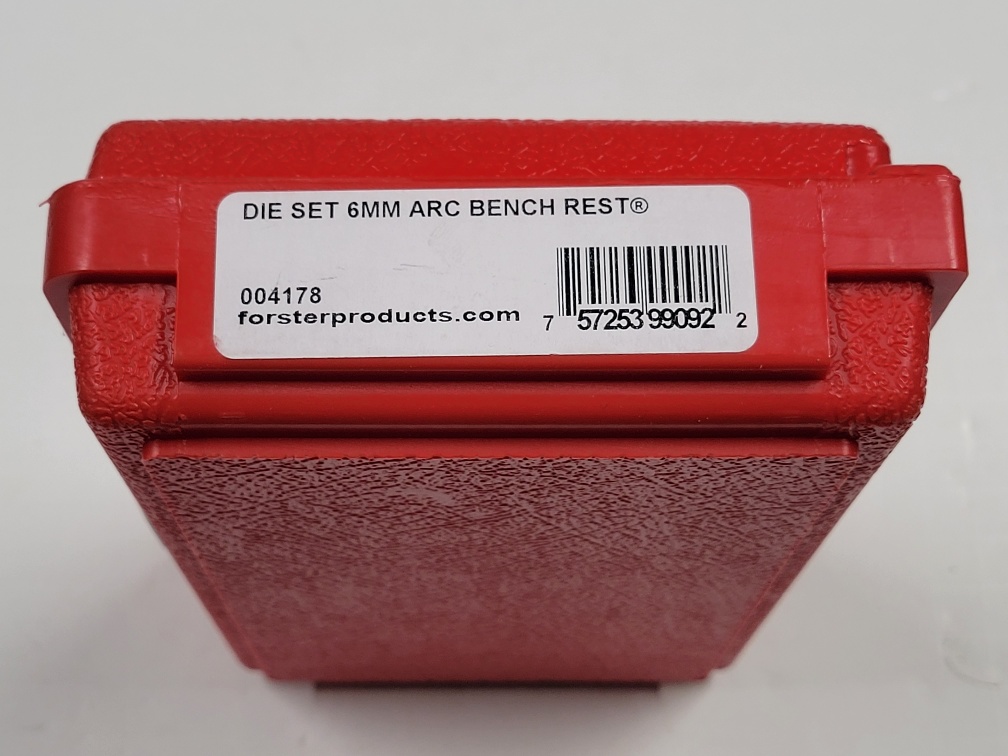 DIE SET 6MM ARC BENCH REST®
004178
forsterproducts.com
7 57253 99092 2